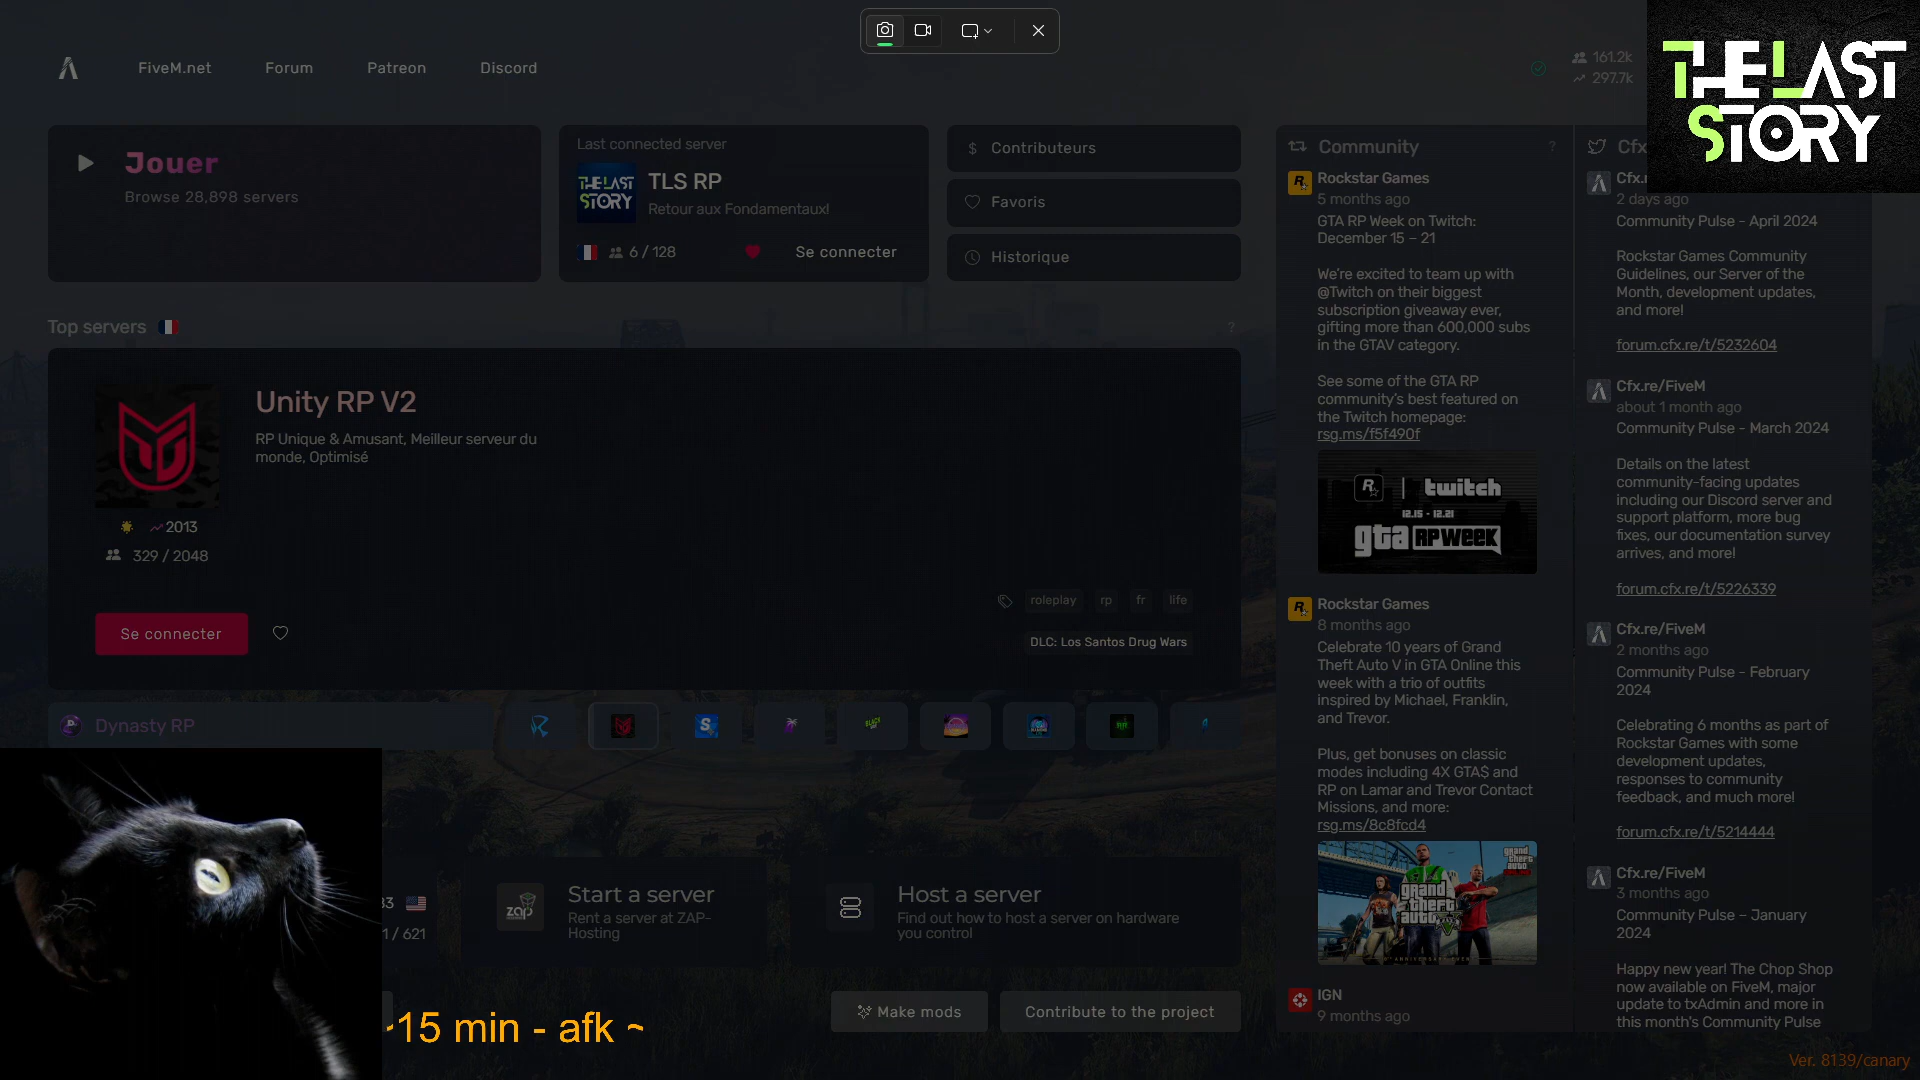 FiveM.net
Forum
Patreon
Discord
161.2k
297.7k
THE LAST
STORY
Jouer
Browse 28,898 servers
Last connected server
THE LAST
STORY
TLS RP
Retour aux Fondamentaux!
6 / 128
Se connecter
$ Contributeurs
Favoris
Historique
Top servers
?
Unity RP V2
RP Unique & Amusant, Meilleur serveur du
monde, Optimisé
2013
329 / 2048
Se connecter
roleplay
rp
fr
life
DLC: Los Santos Drug Wars
Dynasty RP
33
1 / 621
zap
Start a server
Rent a server at ZAP-
Hosting
Host a server
Find out how to host a server on hardware
you control
Make mods
Contribute to the project
~15 min - afk ~
Community
?
Rockstar Games
5 months ago
GTA RP Week on Twitch:
December 15 – 21
We're excited to team up with
@Twitch on their biggest
subscription giveaway ever,
gifting more than 600,000 subs
in the GTAV category.
See some of the GTA RP
community's best featured on
the Twitch homepage:
rsg.ms/f5f490f
R | twitch
12.15 - 12.21
gta RP WEEK
Rockstar Games
8 months ago
Celebrate 10 years of Grand
Theft Auto V in GTA Online this
week with a trio of outfits
inspired by Michael, Franklin,
and Trevor.
Plus, get bonuses on classic
modes including 4X GTA$ and
RP on Lamar and Trevor Contact
Missions, and more:
rsg.ms/8c8fcd4
grand
theft
auto
V
IGN
9 months ago
Cfx.r
Cfx.r
2 days ago
Community Pulse - April 2024
Rockstar Games Community
Guidelines, our Server of the
Month, development updates,
and more!
forum.cfx.re/t/5232604
Cfx.re/FiveM
about 1 month ago
Community Pulse - March 2024
Details on the latest
community-facing updates
including our Discord server and
support platform, more bug
fixes, our documentation survey
arrives, and more!
forum.cfx.re/t/5226339
Cfx.re/FiveM
2 months ago
Community Pulse - February
2024
Celebrating 6 months as part of
Rockstar Games with some
development updates,
responses to community
feedback, and much more!
forum.cfx.re/t/5214444
Cfx.re/FiveM
3 months ago
Community Pulse – January
2024
Happy new year! The Chop Shop
now available on FiveM, major
update to txAdmin and more in
this month's Community Pulse
Ver. 8139/canary